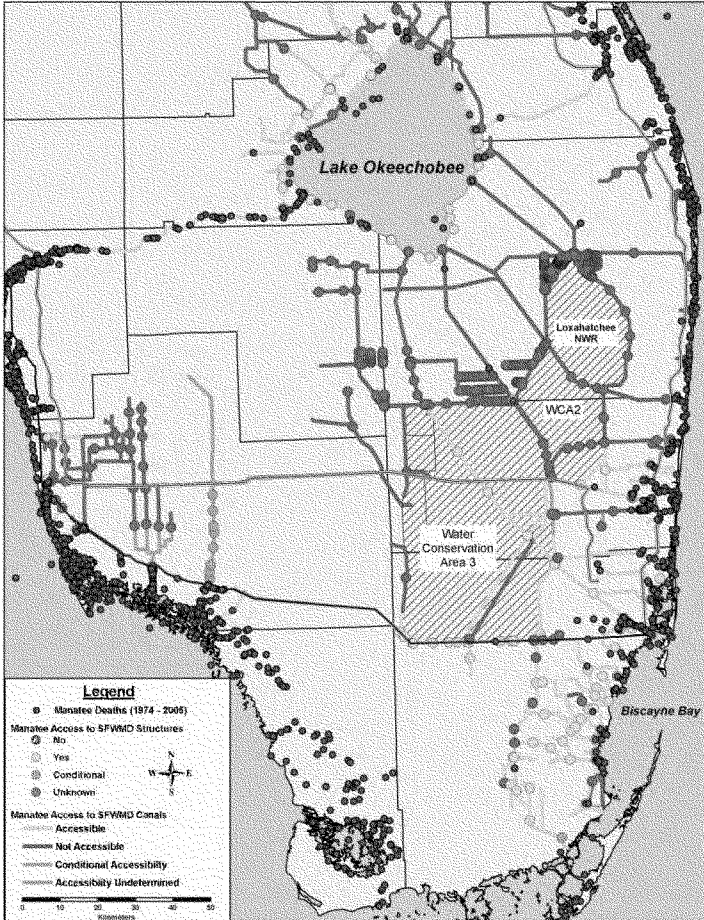 Lake Okeechobee
Loxahatchee
NWR
WCA2
Water
Conservation
Area 3
Biscayne Bay
Legend
Manatee Deaths (1974 - 2005)
Manatee Access to SFWMD Structures
No
Yes
Conditional
Unknown
N
W E
S
Manatee Access to SFWMD Canals
Accessible
Not Accessible
Conditional Accessibilty
Accessibility Undetermined
0 10 20 30 40 50
Kilometers